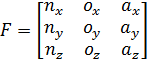 F = [n_x o_x a_x
n_y o_y a_y
n_z o_z a_z]